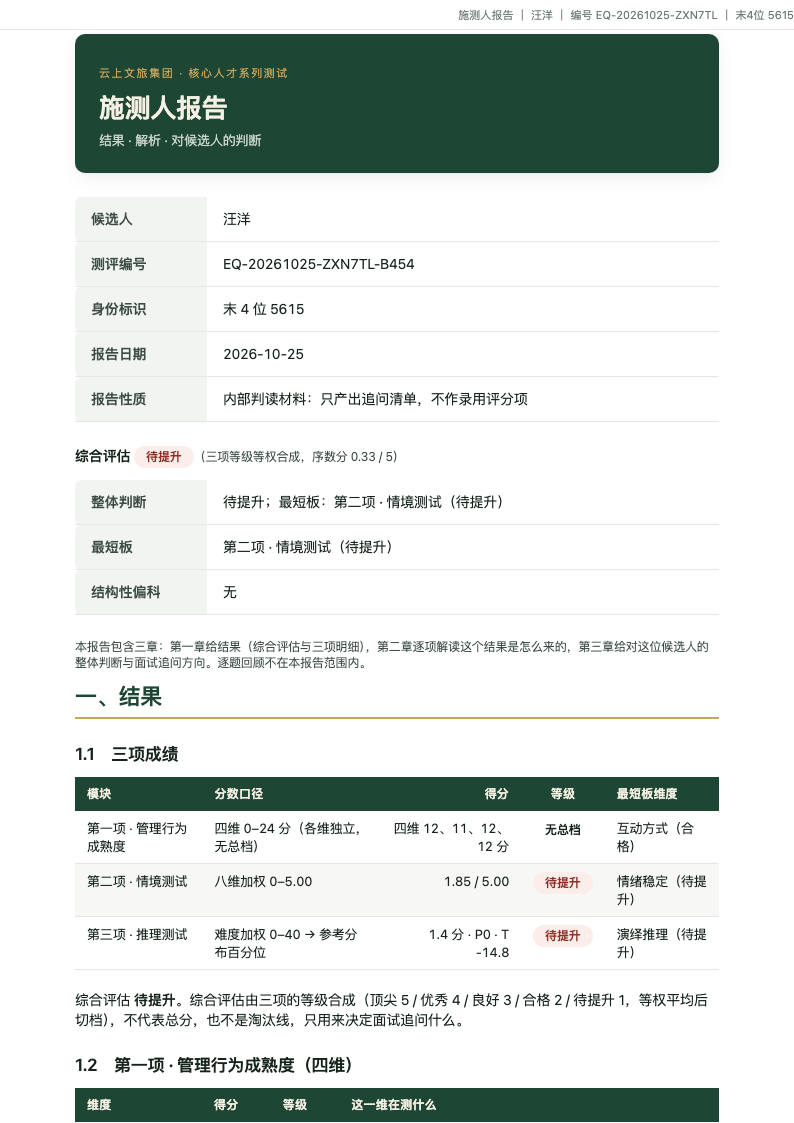 施测人报告 | 汪洋 | 编号 EQ-20261025-ZXN7TL | 末4位 5615
云上文旅集团 · 核心人才系列测试
施测人报告
结果 · 解析 · 对候选人的判断
候选人 汪洋
测评编号 EQ-20261025-ZXN7TL-B454
身份标识 末 4 位 5615
报告日期 2026-10-25
报告性质 内部判读材料：只产出追问清单，不作录用评分项
综合评估 待提升 （三项等级等权合成，序数分 0.33 / 5）
整体判断 待提升；最短板：第二项 · 情境测试（待提升）
最短板 第二项 · 情境测试（待提升）
结构性偏科 无
本报告包含三章：第一章给结果（综合评估与三项明细），第二章逐项解读这个结果是怎么来的，第三章给对这位候选人的
整体判断与面试追问方向。逐题回顾不在本报告范围内。
一、结果
1.1 三项成绩
模块 分数口径 得分 等级 最短板维度
第一项 · 管理行为 四维 0–24 分（各维独立， 四维 12、11、12、 无总档 互动方式（合
成熟度 无总档） 12 分 格）
第二项 · 情境测试 八维加权 0–5.00 1.85 / 5.00 待提升 情绪稳定（待提
升）
第三项 · 推理测试 难度加权 0–40 → 参考分 1.4 分 · P0 · T 待提升 演绎推理（待提
布百分位 -14.8 升）
综合评估 待提升。综合评估由三项的等级合成（顶尖 5 / 优秀 4 / 良好 3 / 合格 2 / 待提升 1，等权平均后
切档），不代表总分，也不是淘汰线，只用来决定面试追问什么。
1.2 第一项 · 管理行为成熟度（四维）
维度 得分 等级 这一维在测什么